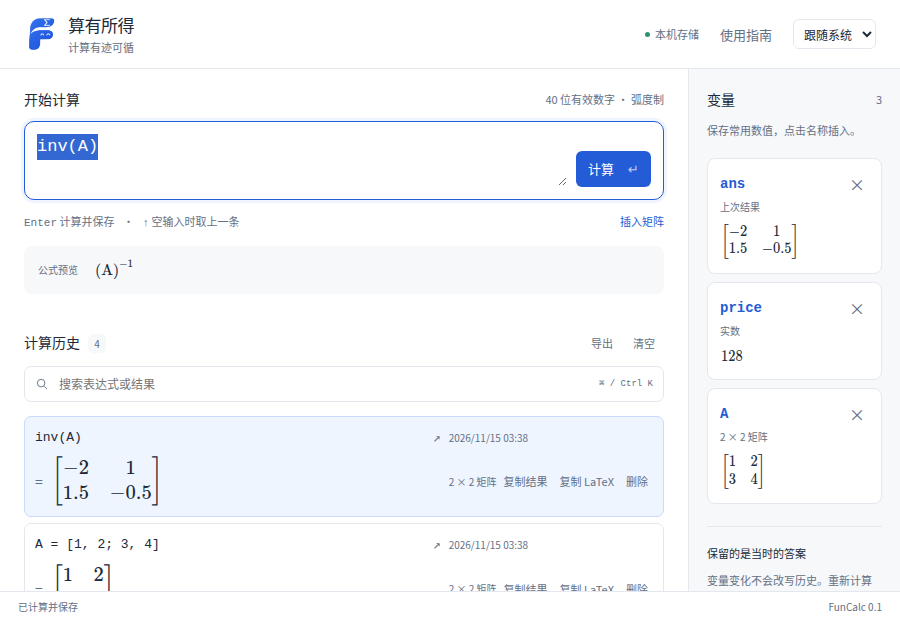 算有所得
计算有迹可循
本机存储
使用指南
跟随系统
开始计算
40 位有效数字 · 弧度制
inv(A)
计算 ↵
Enter 计算并保存 · ↑ 空输入时取上一条
插入矩阵
公式预览 (A)⁻¹
计算历史 4
导出 清空
搜索表达式或结果
⌘ / Ctrl K
inv(A)
↗ 2026/11/15 03:38
= [−2 1
1.5 −0.5]
2 × 2 矩阵 复制结果 复制 LaTeX 删除
A = [1, 2; 3, 4]
↗ 2026/11/15 03:38
= [1 2]
2 × 2 矩阵 复制结果 复制 LaTeX 删除
变量 3
保存常用数值，点击名称插入。
ans
上次结果
[−2 1
1.5 −0.5]
price
实数
128
A
2 × 2 矩阵
[1 2
3 4]
保留的是当时的答案
变量变化不会改写历史。重新计算
已计算并保存
FunCalc 0.1